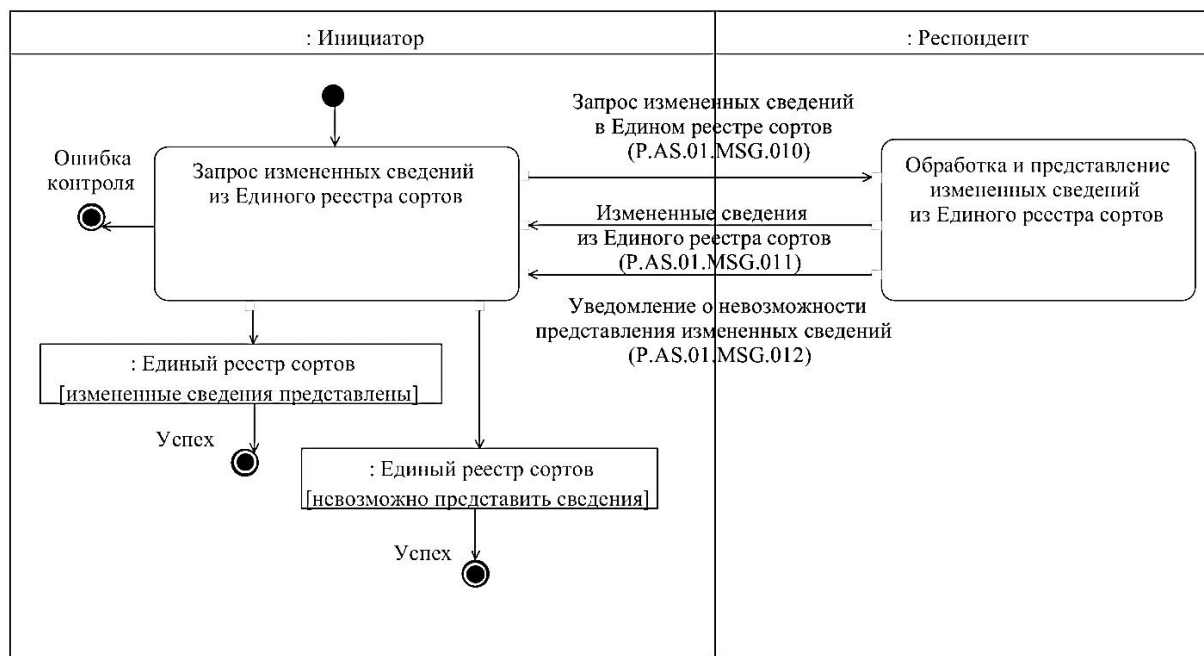 : Инициатор
: Респондент
Запрос измененных сведений
в Едином реестре сортов
(P.AS.01.MSG.010)
Ошибка
контроля
Запрос измененных сведений
из Единого реестра сортов
Обработка и представление
измененных сведений
из Единого реестра сортов
Измененные сведения
из Единого реестра сортов
(P.AS.01.MSG.011)
Уведомление о невозможности
представления измененных сведений
(P.AS.01.MSG.012)
: Единый реестр сортов
[измененные сведения представлены]
Успех
: Единый реестр сортов
[невозможно представить сведения]
Успех